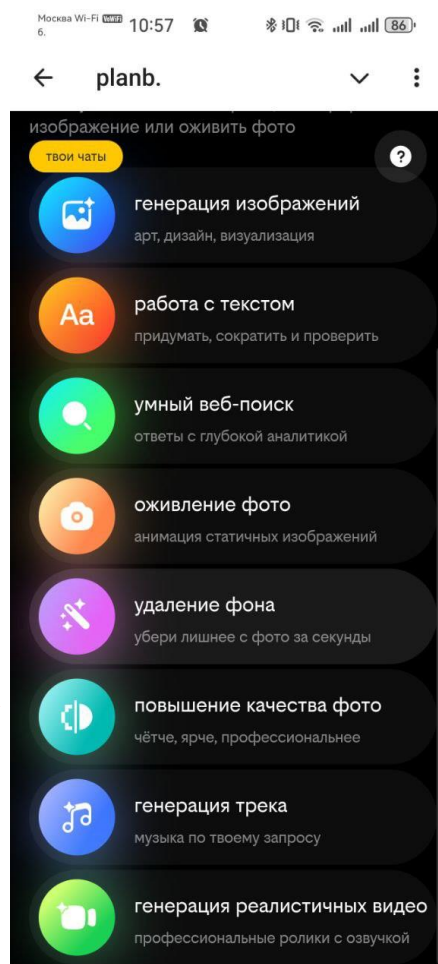 Москва Wi-Fi VoWiFi
б.
10:57
86
planb.
изображение или оживить фото
твои чаты
?
генерация изображений
арт, дизайн, визуализация
Aa
работа с текстом
придумать, сократить и проверить
умный веб-поиск
ответы с глубокой аналитикой
оживление фото
анимация статичных изображений
удаление фона
убери лишнее с фото за секунды
повышение качества фото
чётче, ярче, профессиональнее
генерация трека
музыка по твоему запросу
генерация реалистичных видео
профессиональные ролики с озвучкой